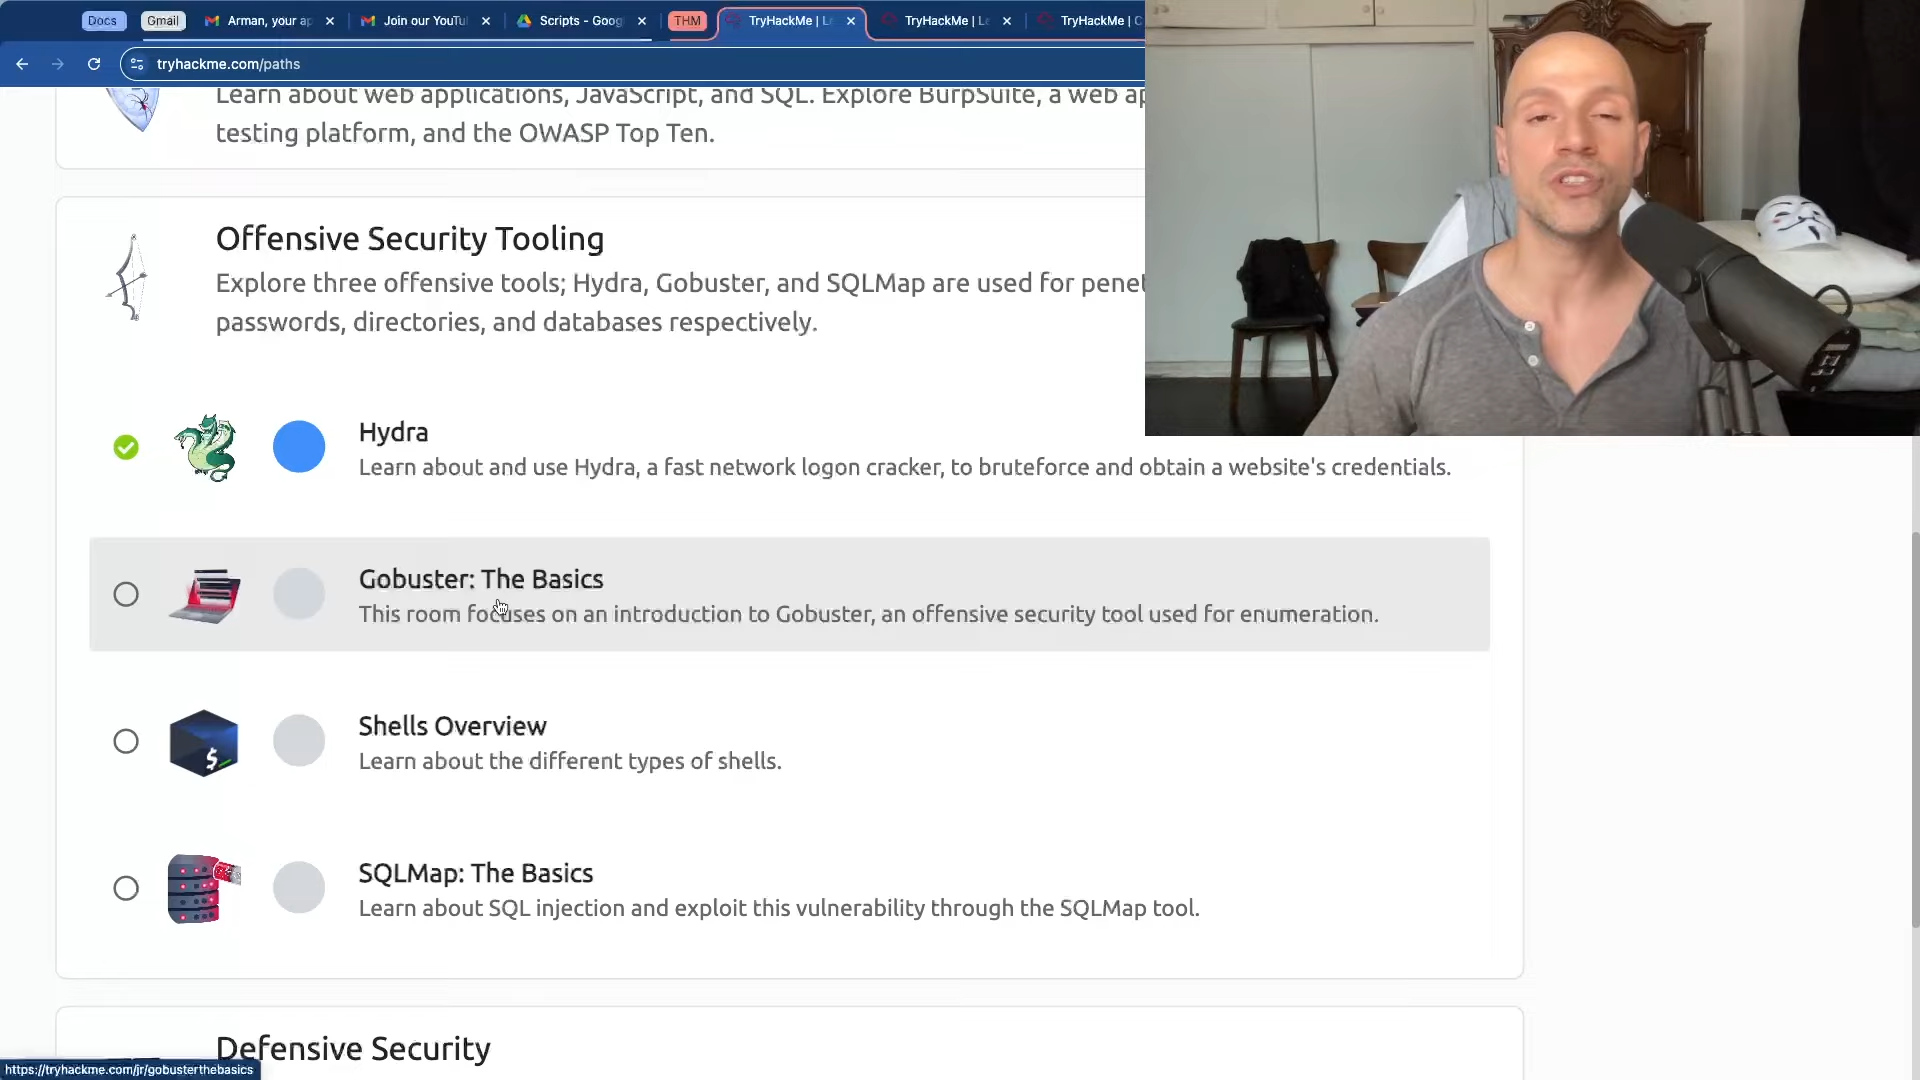 Docs
Gmail
Arman, your ap
Join our YouTu
Scripts - Goog
THM
TryHackMe | Le
TryHackMe | Le
TryHackMe | C
tryhackme.com/paths
Learn about web applications, JavaScript, and SQL. Explore BurpSuite, a web ap
testing platform, and the OWASP Top Ten.
Offensive Security Tooling
Explore three offensive tools; Hydra, Gobuster, and SQLMap are used for penet
passwords, directories, and databases respectively.
Hydra
Learn about and use Hydra, a fast network logon cracker, to bruteforce and obtain a website's credentials.
Gobuster: The Basics
This room focuses on an introduction to Gobuster, an offensive security tool used for enumeration.
Shells Overview
Learn about the different types of shells.
$
SQLMap: The Basics
Learn about SQL injection and exploit this vulnerability through the SQLMap tool.
Defensive Security
https://tryhackme.com/jr/gobusterthebasics